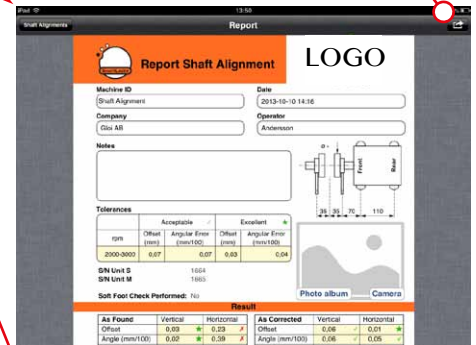 iPad 13:50
Shaft Alignments Report
Report Shaft Alignment LOGO
Machine ID Date
Shaft Alignment 2013-10-10 14:16
Company Operator
Gloi AB Andersson
Notes
Ø -
Front Rear
36 35 70 110
Tolerances
Acceptable ✓ Excellent ★
rpm Offset (mm) Angular Error (mm/100) Offset (mm) Angular Error (mm/100)
2000-3000 0,07 0,07 0,03 0,04
S/N Unit S 1664
S/N Unit M 1665
Photo album Camera
Soft Foot Check Performed: No
Result
As Found Vertical Horizontal As Corrected Vertical Horizontal
Offset 0,03 ★ 0,23 ✗ Offset 0,06 ✓ 0,01 ★
Angle (mm/100) 0,02 ★ 0,39 ✗ Angle (mm/100) 0,06 ✓ 0,05 ✓